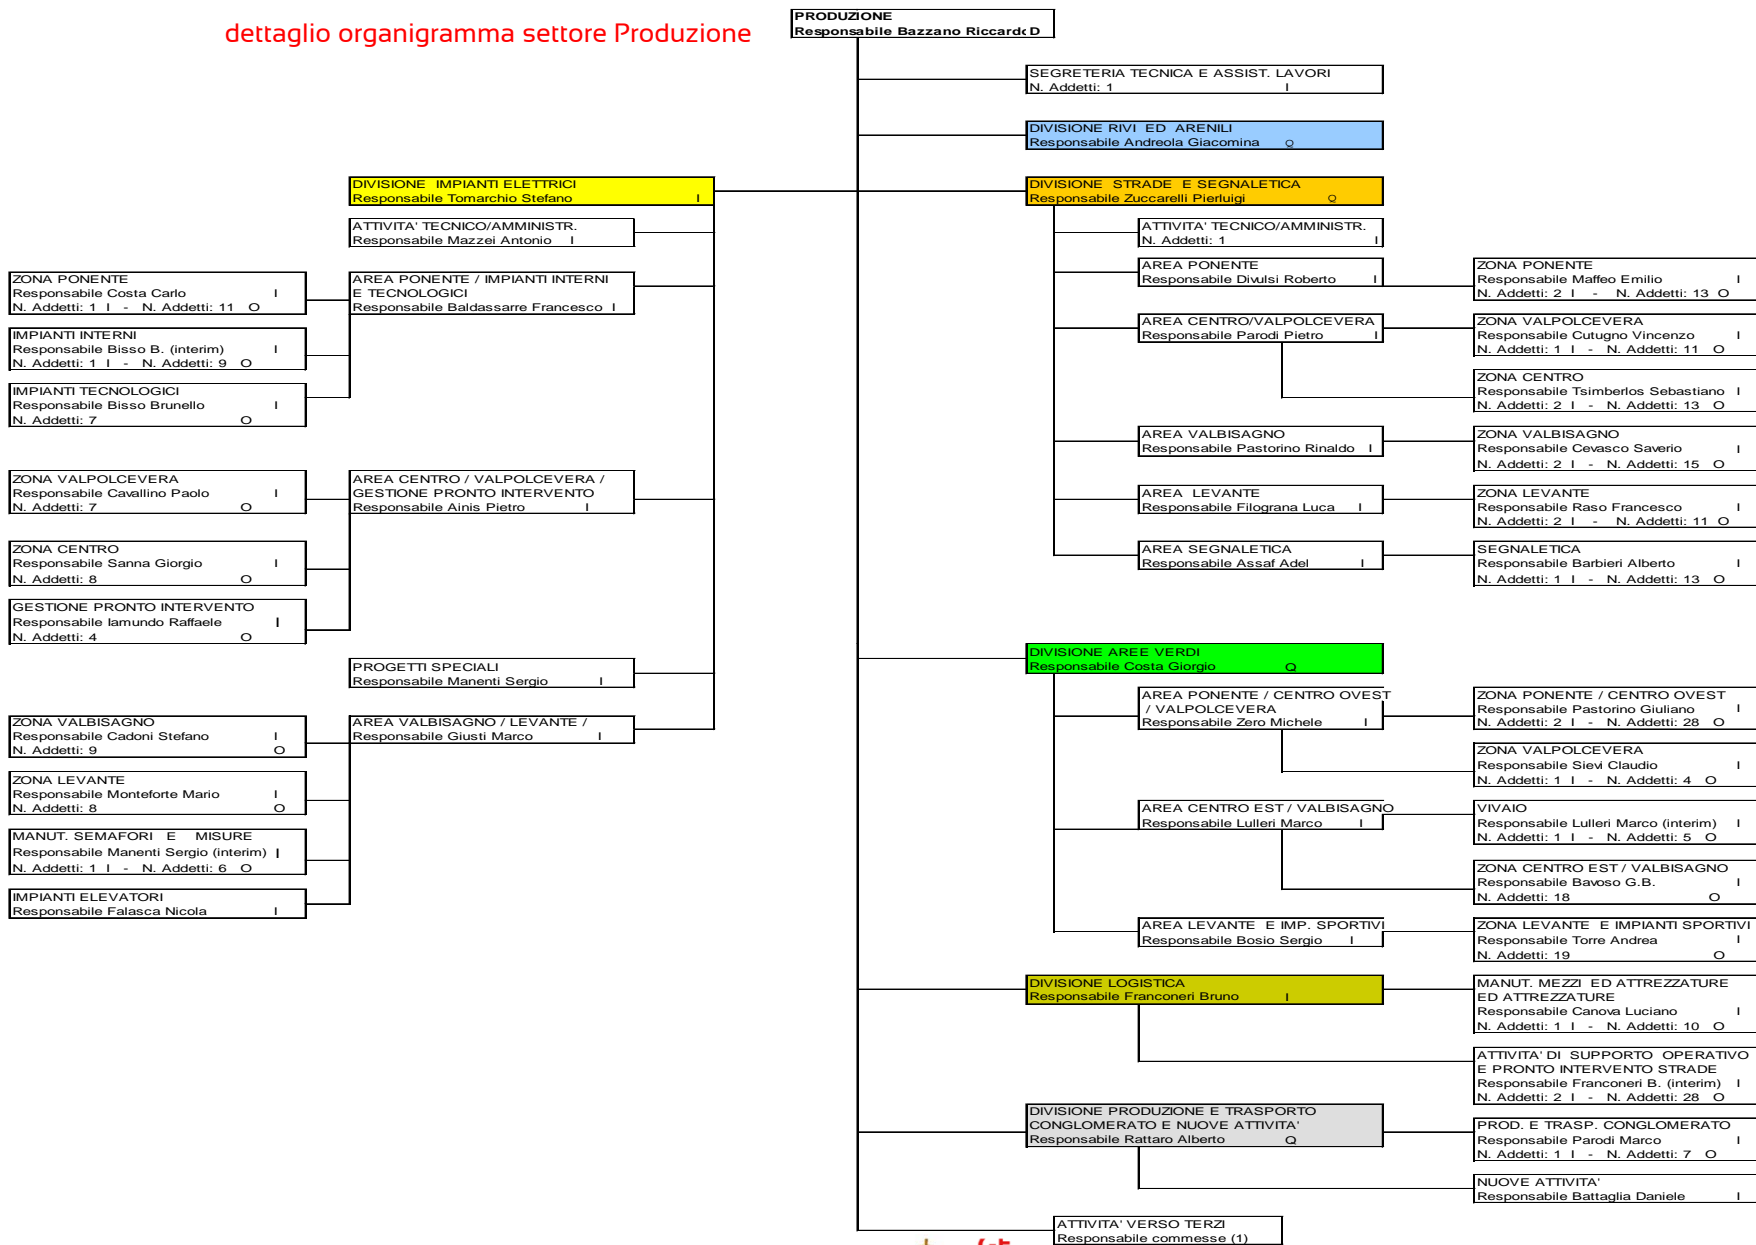 dettaglio organigramma settore Produzione
PRODUZIONE
Responsabile Bazzano Riccardo D
SEGRETERIA TECNICA E ASSIST. LAVORI
N. Addetti: 1 I
DIVISIONE RIVI ED ARENILI
Responsabile Andreola Giacomina Q
DIVISIONE IMPIANTI ELETTRICI
Responsabile Tomarchio Stefano I
ATTIVITA' TECNICO/AMMINISTR.
Responsabile Mazzei Antonio I
AREA PONENTE / IMPIANTI INTERNI
E TECNOLOGICI
Responsabile Baldassarre Francesco I
ZONA PONENTE
Responsabile Costa Carlo I
N. Addetti: 1 I - N. Addetti: 11 O
IMPIANTI INTERNI
Responsabile Bisso B. (interim) I
N. Addetti: 1 I - N. Addetti: 9 O
IMPIANTI TECNOLOGICI
Responsabile Bisso Brunello I
N. Addetti: 7 O
AREA CENTRO / VALPOLCEVERA /
GESTIONE PRONTO INTERVENTO
Responsabile Ainis Pietro I
ZONA VALPOLCEVERA
Responsabile Cavallino Paolo I
N. Addetti: 7 O
ZONA CENTRO
Responsabile Sanna Giorgio I
N. Addetti: 8 O
GESTIONE PRONTO INTERVENTO
Responsabile Iamundo Raffaele I
N. Addetti: 4 O
PROGETTI SPECIALI
Responsabile Manenti Sergio I
AREA VALBISAGNO / LEVANTE /
Responsabile Giusti Marco I
ZONA VALBISAGNO
Responsabile Cadoni Stefano I
N. Addetti: 9 O
ZONA LEVANTE
Responsabile Monteforte Mario I
N. Addetti: 8 O
MANUT. SEMAFORI E MISURE
Responsabile Manenti Sergio (interim) I
N. Addetti: 1 I - N. Addetti: 6 O
IMPIANTI ELEVATORI
Responsabile Falasca Nicola I
DIVISIONE STRADE E SEGNALETICA
Responsabile Zuccarelli Pierluigi Q
ATTIVITA' TECNICO/AMMINISTR.
N. Addetti: 1 I
AREA PONENTE
Responsabile Divulsi Roberto I
ZONA PONENTE
Responsabile Maffeo Emilio I
N. Addetti: 2 I - N. Addetti: 13 O
AREA CENTRO/VALPOLCEVERA
Responsabile Parodi Pietro I
ZONA VALPOLCEVERA
Responsabile Cutugno Vincenzo I
N. Addetti: 1 I - N. Addetti: 11 O
ZONA CENTRO
Responsabile Tsimberlos Sebastiano I
N. Addetti: 2 I - N. Addetti: 13 O
AREA VALBISAGNO
Responsabile Pastorino Rinaldo I
ZONA VALBISAGNO
Responsabile Cevasco Saverio I
N. Addetti: 2 I - N. Addetti: 15 O
AREA LEVANTE
Responsabile Filograna Luca I
ZONA LEVANTE
Responsabile Raso Francesco I
N. Addetti: 2 I - N. Addetti: 11 O
AREA SEGNALETICA
Responsabile Assaf Adel I
SEGNALETICA
Responsabile Barbieri Alberto I
N. Addetti: 1 I - N. Addetti: 13 O
DIVISIONE AREE VERDI
Responsabile Costa Giorgio Q
AREA PONENTE / CENTRO OVEST
/ VALPOLCEVERA
Responsabile Zero Michele I
ZONA PONENTE / CENTRO OVEST
Responsabile Pastorino Giuliano I
N. Addetti: 2 I - N. Addetti: 28 O
ZONA VALPOLCEVERA
Responsabile Sievi Claudio I
N. Addetti: 1 I - N. Addetti: 4 O
AREA CENTRO EST / VALBISAGNO
Responsabile Lulleri Marco I
VIVAIO
Responsabile Lulleri Marco (interim) I
N. Addetti: 1 I - N. Addetti: 5 O
ZONA CENTRO EST / VALBISAGNO
Responsabile Bavoso G.B. I
N. Addetti: 18 O
AREA LEVANTE E IMP. SPORTIVI
Responsabile Bosio Sergio I
ZONA LEVANTE E IMPIANTI SPORTIVI
Responsabile Torre Andrea I
N. Addetti: 19 O
DIVISIONE LOGISTICA
Responsabile Franconeri Bruno I
MANUT. MEZZI ED ATTREZZATURE
ED ATTREZZATURE
Responsabile Canova Luciano I
N. Addetti: 1 I - N. Addetti: 10 O
ATTIVITA' DI SUPPORTO OPERATIVO
E PRONTO INTERVENTO STRADE
Responsabile Franconeri B. (interim) I
N. Addetti: 2 I - N. Addetti: 28 O
DIVISIONE PRODUZIONE E TRASPORTO
CONGLOMERATO E NUOVE ATTIVITA'
Responsabile Rattaro Alberto Q
PROD. E TRASP. CONGLOMERATO
Responsabile Parodi Marco I
N. Addetti: 1 I - N. Addetti: 7 O
NUOVE ATTIVITA'
Responsabile Battaglia Daniele I
ATTIVITA' VERSO TERZI
Responsabile commesse (1)